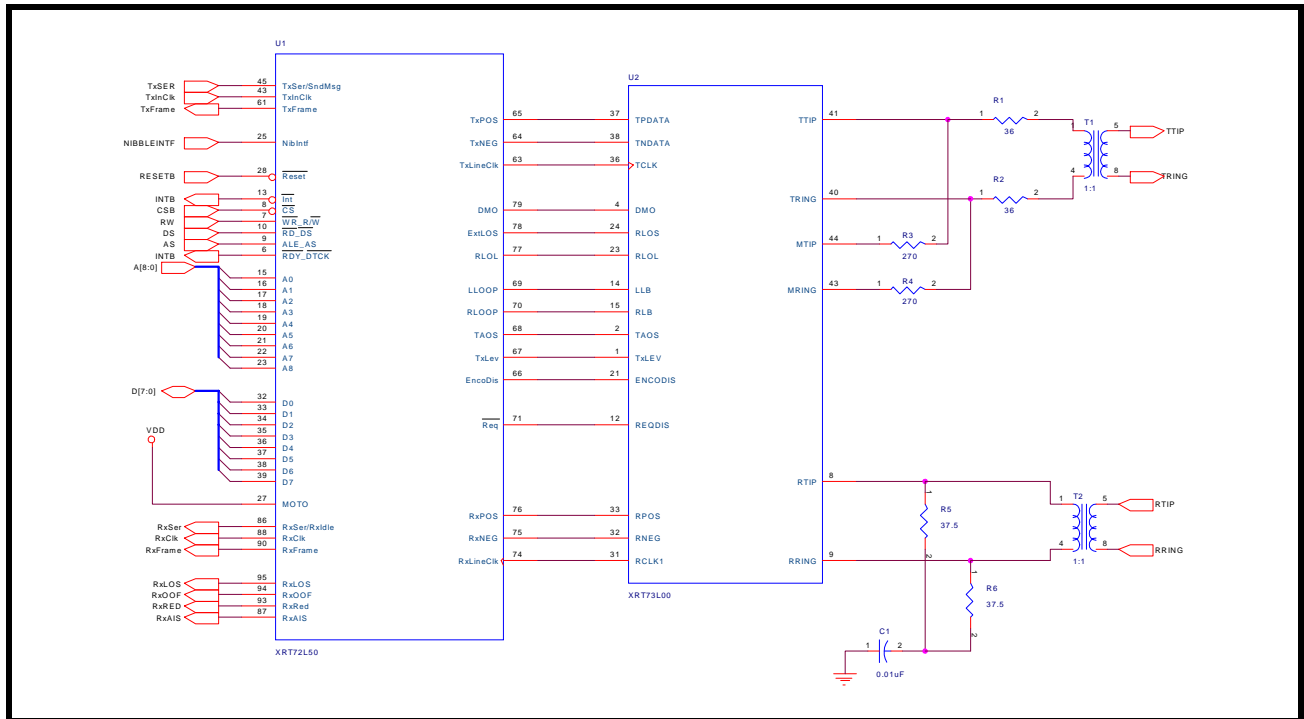 U1
TxSER 45 TxSer/SndMsg
TxInClk 43 TxInClk
TxFrame 61 TxFrame
NIBBLEINTF 25 NibIntf
RESETB 28 Reset
INTB 13 Int
CSB 8 CS
RW 7 WR_R/W
DS 10 RD_DS
AS 9 ALE_AS
INTB 6 RDY_DTCK
A[8:0]
15 A0
16 A1
17 A2
18 A3
19 A4
20 A5
21 A6
22 A7
23 A8
D[7:0]
32 D0
33 D1
34 D2
35 D3
36 D4
37 D5
38 D6
39 D7
VDD
27 MOTO
RxSer 86 RxSer/RxIdle
RxClk 88 RxClk
RxFrame 90 RxFrame
RxLOS 95 RxLOS
RxOOF 94 RxOOF
RxRED 93 RxRed
RxAIS 87 RxAIS
XRT72L50
U2
TxPOS 65 37 TPDATA
TxNEG 64 38 TNDATA
TxLineClk 63 36 TCLK
DMO 79 4 DMO
ExtLOS 78 24 RLOS
RLOL 77 23 RLOL
LLOOP 69 14 LLB
RLOOP 70 15 RLB
TAOS 68 2 TAOS
TxLev 67 1 TxLEV
EncoDis 66 21 ENCODIS
Req 71 12 REQDIS
RxPOS 76 33 RPOS
RxNEG 75 32 RNEG
RxLineClk 74 31 RCLK1
XRT73L00
TTIP 41
TRING 40
MTIP 44
MRING 43
RTIP 8
RRING 9
R1
1 2
36
R2
1 2
36
R3
1 2
270
R4
1 2
270
T1
1 5
4 8
1:1
TTIP
TRING
R5
1
37.5
2
R6
1
37.5
2
T2
1 5
4 8
1:1
RTIP
RRING
C1
1 2
0.01uF